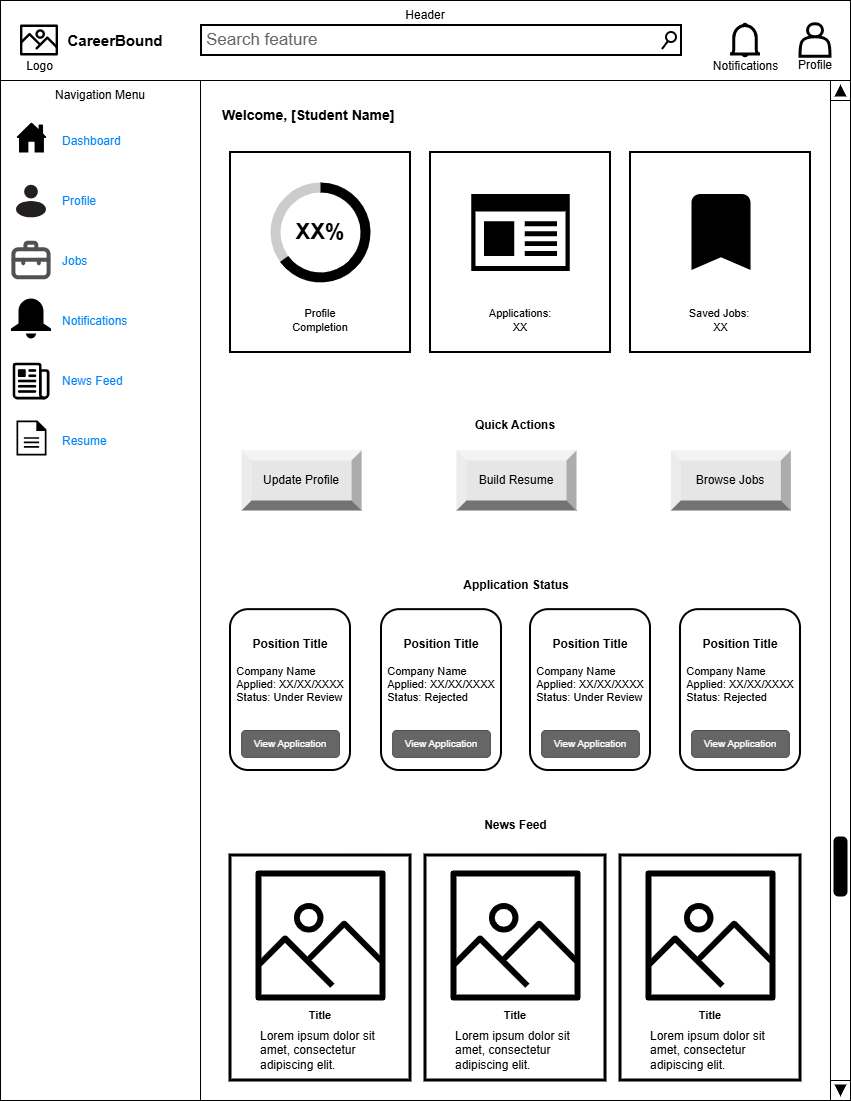 Header
CareerBound
Search feature
Logo
Notifications
Profile
Navigation Menu
Dashboard
Profile
Jobs
Notifications
News Feed
Resume
Welcome, [Student Name]
XX%
Profile
Completion
Applications:
XX
Saved Jobs:
XX
Quick Actions
Update Profile
Build Resume
Browse Jobs
Application Status
Position Title
Company Name
Applied: XX/XX/XXXX
Status: Under Review
View Application
Position Title
Company Name
Applied: XX/XX/XXXX
Status: Rejected
View Application
Position Title
Company Name
Applied: XX/XX/XXXX
Status: Under Review
View Application
Position Title
Company Name
Applied: XX/XX/XXXX
Status: Rejected
View Application
News Feed
Title
Lorem ipsum dolor sit
amet, consectetur
adipiscing elit.
Title
Lorem ipsum dolor sit
amet, consectetur
adipiscing elit.
Title
Lorem ipsum dolor sit
amet, consectetur
adipiscing elit.